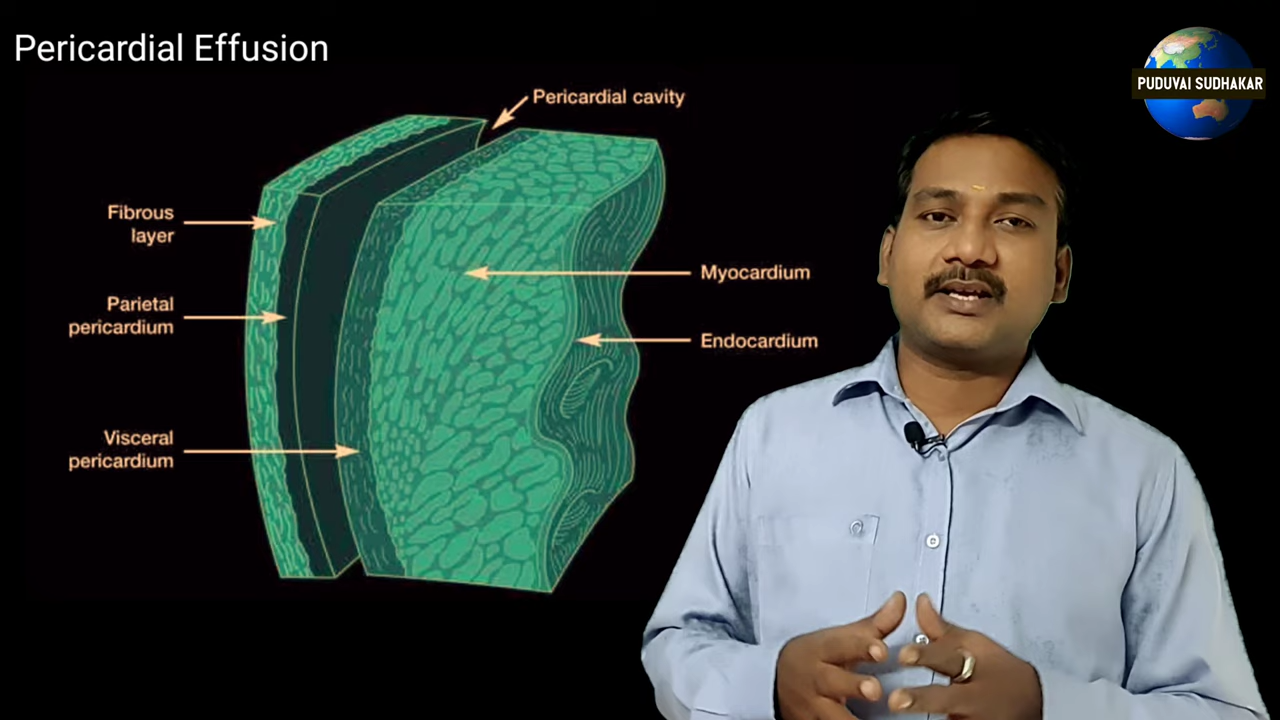 Pericardial Effusion
PUDUVAI SUDHAKAR
Pericardial cavity
Fibrous
layer
Myocardium
Parietal
pericardium
Endocardium
Visceral
pericardium